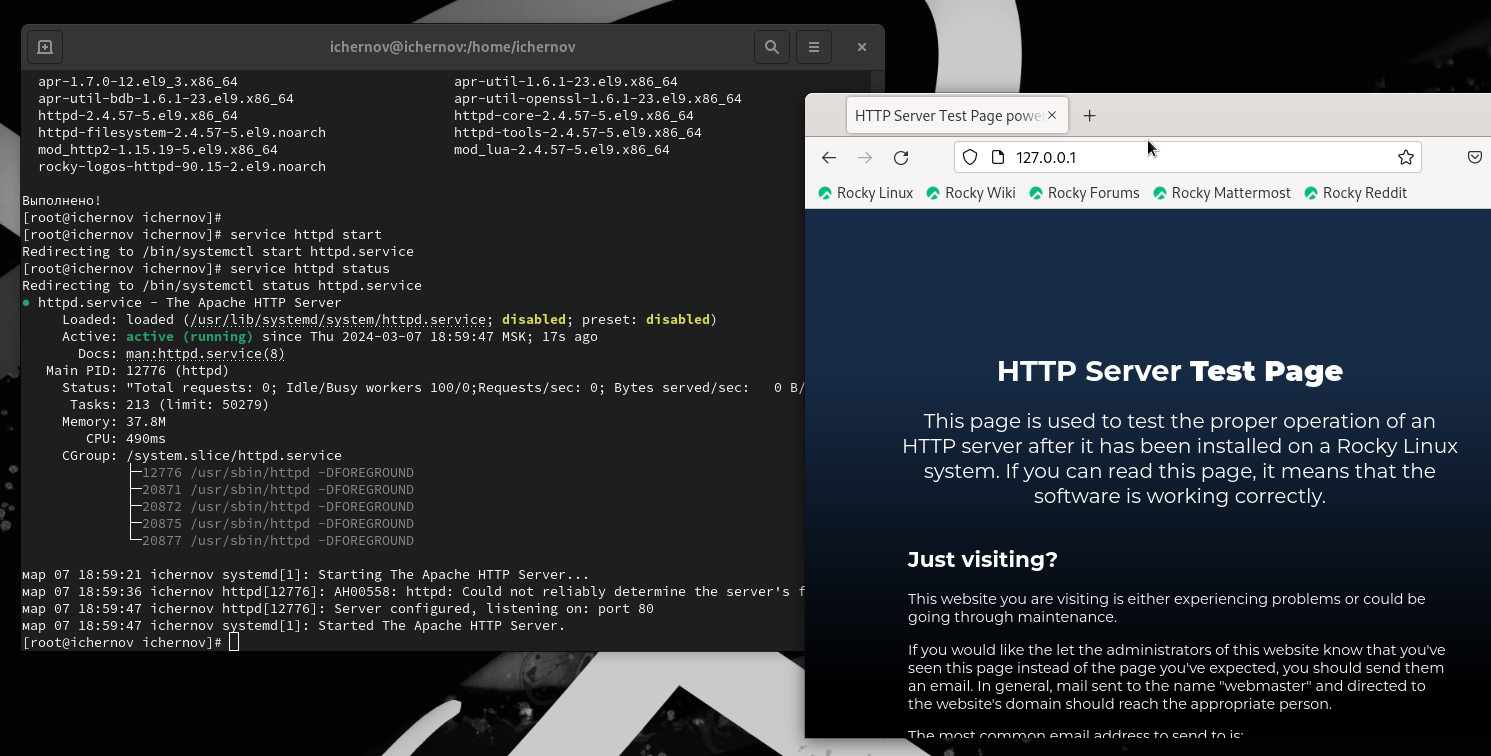 ichernov@ichernov:/home/ichernov
apr-1.7.0-12.el9_3.x86_64 apr-util-1.6.1-23.el9.x86_64
apr-util-bdb-1.6.1-23.el9.x86_64 apr-util-openssl-1.6.1-23.el9.x86_64
httpd-2.4.57-5.el9.x86_64 httpd-core-2.4.57-5.el9.x86_64
httpd-filesystem-2.4.57-5.el9.noarch httpd-tools-2.4.57-5.el9.x86_64
mod_http2-1.15.19-5.el9.x86_64 mod_lua-2.4.57-5.el9.x86_64
rocky-logos-httpd-90.15-2.el9.noarch
Выполнено!
[root@ichernov ichernov]#
[root@ichernov ichernov]# service httpd start
Redirecting to /bin/systemctl start httpd.service
[root@ichernov ichernov]# service httpd status
Redirecting to /bin/systemctl status httpd.service
● httpd.service - The Apache HTTP Server
Loaded: loaded (/usr/lib/systemd/system/httpd.service; disabled; preset: disabled)
Active: active (running) since Thu 2024-03-07 18:59:47 MSK; 17s ago
Docs: man:httpd.service(8)
Main PID: 12776 (httpd)
Status: "Total requests: 0; Idle/Busy workers 100/0;Requests/sec: 0; Bytes served/sec:   0 B/
Tasks: 213 (limit: 50279)
Memory: 37.8M
CPU: 490ms
CGroup: /system.slice/httpd.service
├─12776 /usr/sbin/httpd -DFOREGROUND
├─20871 /usr/sbin/httpd -DFOREGROUND
├─20872 /usr/sbin/httpd -DFOREGROUND
├─20875 /usr/sbin/httpd -DFOREGROUND
└─20877 /usr/sbin/httpd -DFOREGROUND
мар 07 18:59:21 ichernov systemd[1]: Starting The Apache HTTP Server...
мар 07 18:59:36 ichernov httpd[12776]: AH00558: httpd: Could not reliably determine the server's f
мар 07 18:59:47 ichernov httpd[12776]: Server configured, listening on: port 80
мар 07 18:59:47 ichernov systemd[1]: Started The Apache HTTP Server.
[root@ichernov ichernov]#
HTTP Server Test Page powe
127.0.0.1
Rocky Linux Rocky Wiki Rocky Forums Rocky Mattermost Rocky Reddit
HTTP Server Test Page
This page is used to test the proper operation of an
HTTP server after it has been installed on a Rocky Linux
system. If you can read this page, it means that the
software is working correctly.
Just visiting?
This website you are visiting is either experiencing problems or could be
going through maintenance.
If you would like the let the administrators of this website know that you've
seen this page instead of the page you've expected, you should send them
an email. In general, mail sent to the name "webmaster" and directed to
the website's domain should reach the appropriate person.
The most common email address to send to is: